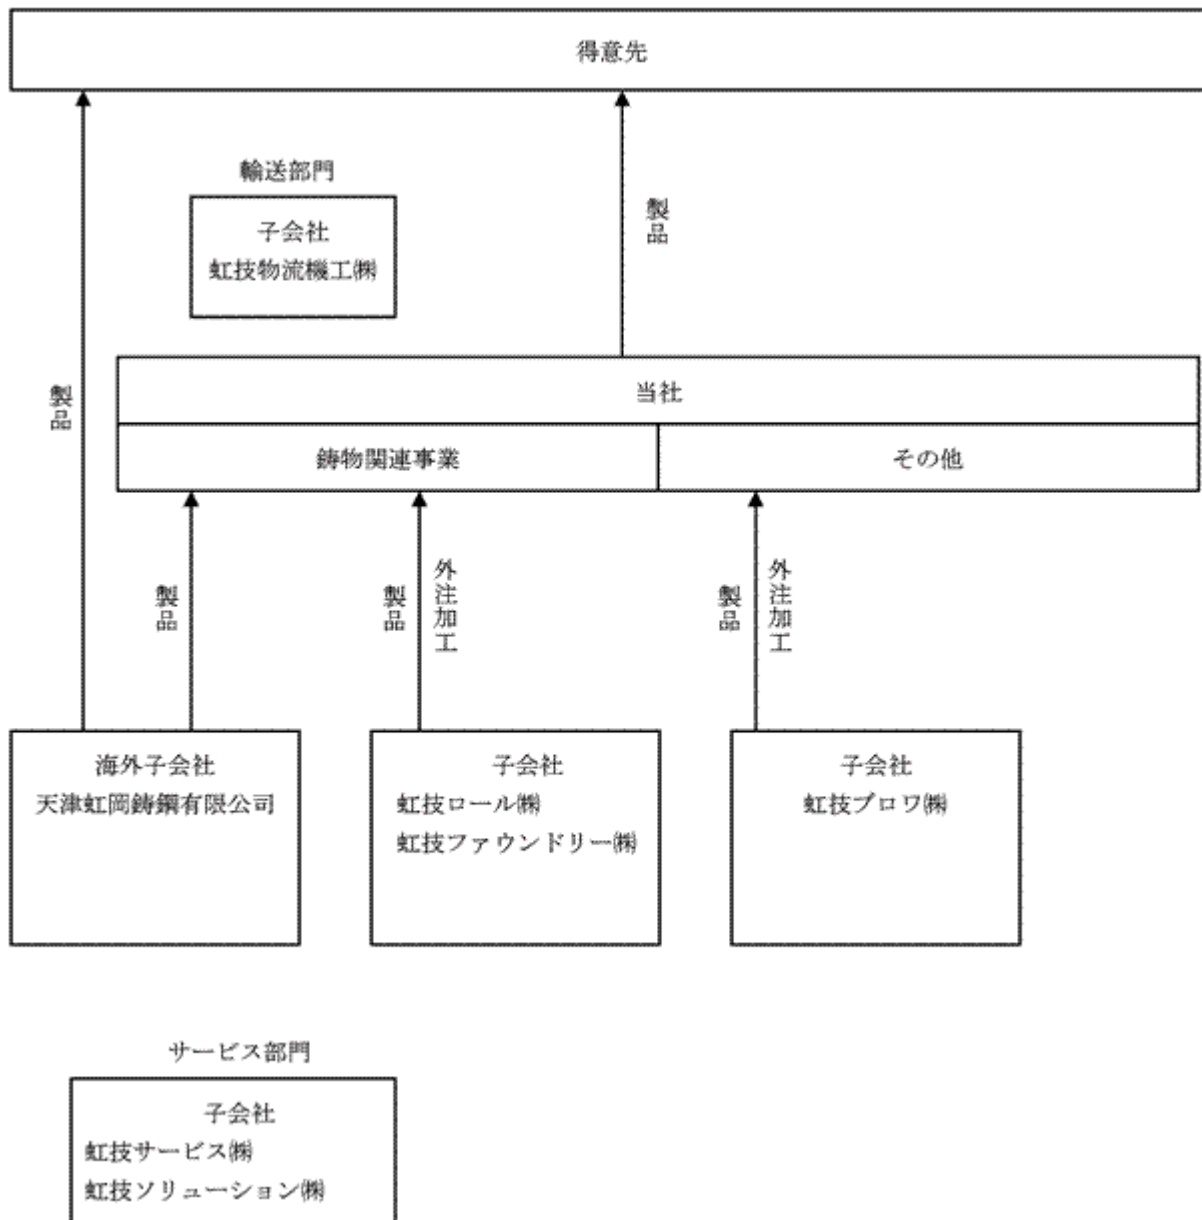 得意先
輸送部門
子会社
虹技物流機工㈱
製品
製品
当社
鋳物関連事業
その他
製品
製品
外注加工
製品
外注加工
海外子会社
天津虹岡鋳鋼有限公司
子会社
虹技ロール㈱
虹技ファウンドリー㈱
子会社
虹技ブロワ㈱
サービス部門
子会社
虹技サービス㈱
虹技ソリューション㈱